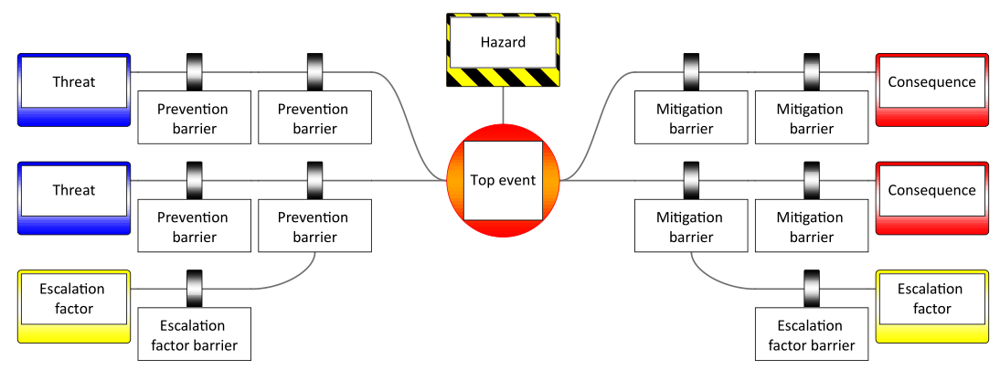 Hazard
Threat
Prevention
barrier
Prevention
barrier
Mitigation
barrier
Mitigation
barrier
Consequence
Top event
Threat
Prevention
barrier
Prevention
barrier
Mitigation
barrier
Mitigation
barrier
Consequence
Escalation
factor
Escalation
factor barrier
Escalation
factor barrier
Escalation
factor